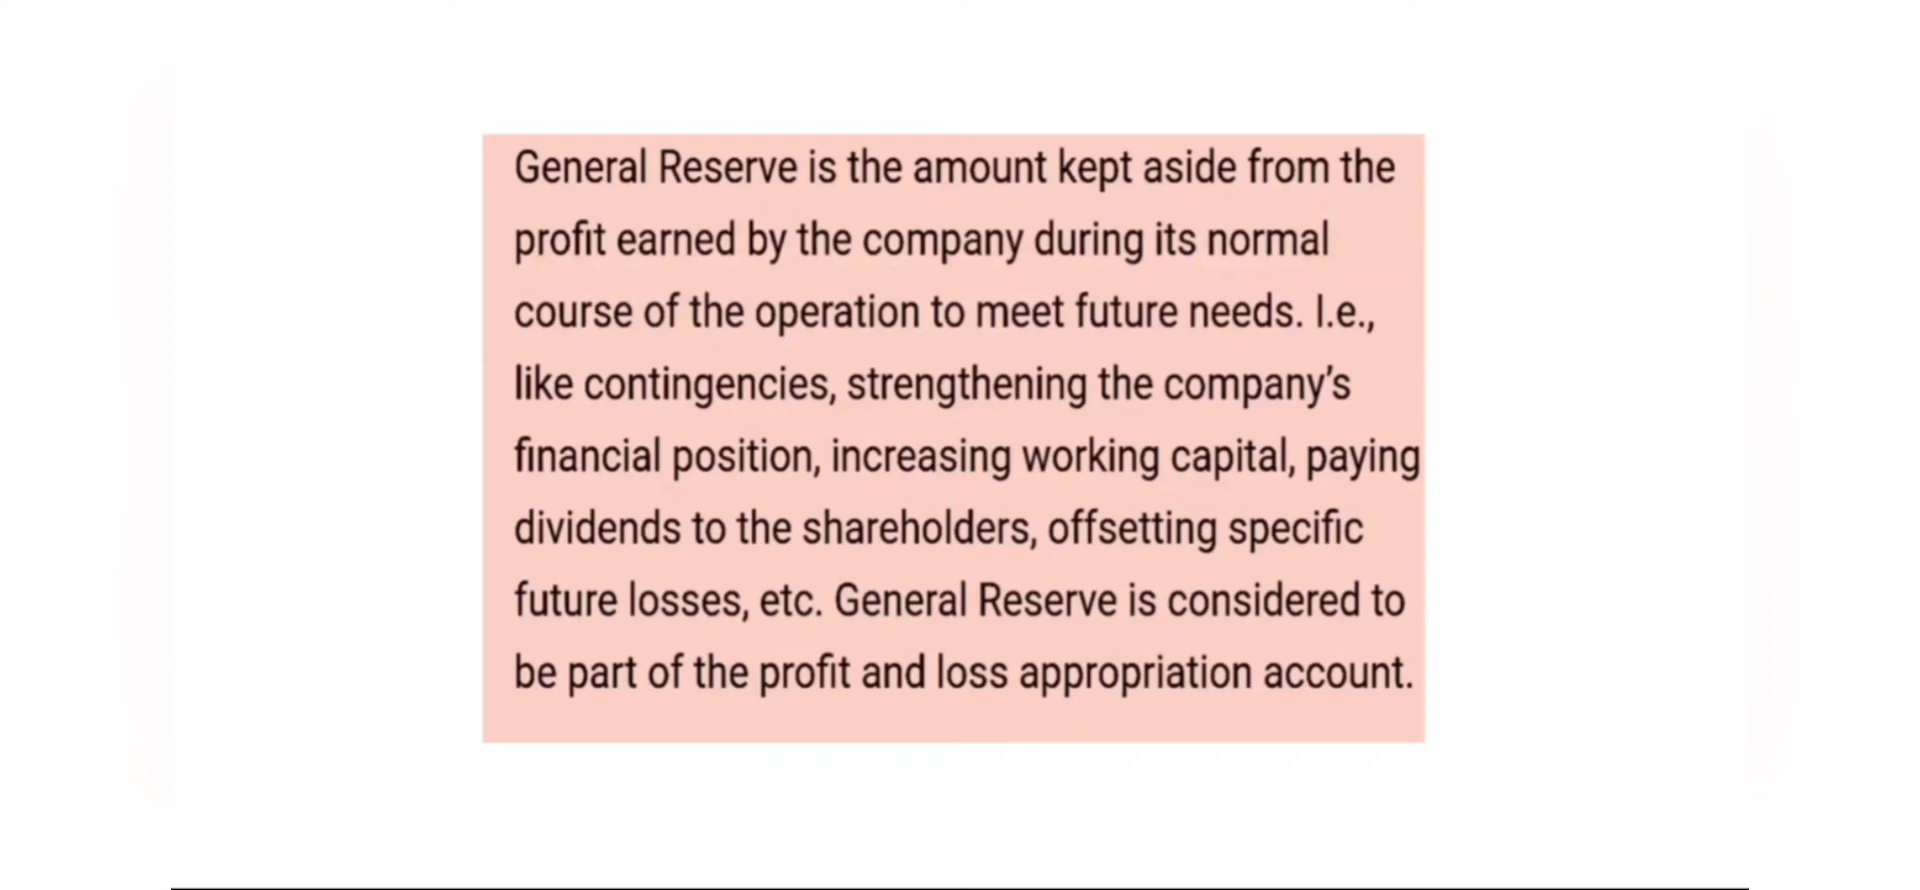 General Reserve is the amount kept aside from the
profit earned by the company during its normal
course of the operation to meet future needs. I.e.,
like contingencies, strengthening the company’s
financial position, increasing working capital, paying
dividends to the shareholders, offsetting specific
future losses, etc. General Reserve is considered to
be part of the profit and loss appropriation account.